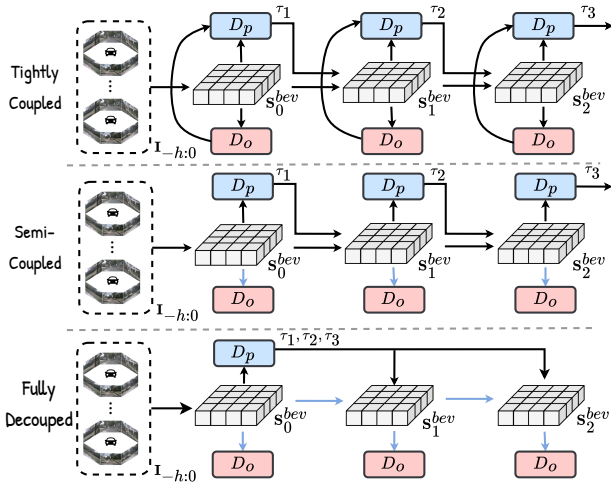 D_p τ_1 D_p τ_2 D_p τ_3
Tightly
Coupled
s_0^{bev} s_1^{bev} s_2^{bev}
D_o D_o D_o
I_{-h:0}
D_p τ_1 D_p τ_2 D_p τ_3
Semi-
Coupled
s_0^{bev} s_1^{bev} s_2^{bev}
D_o D_o D_o
I_{-h:0}
D_p τ_1, τ_2, τ_3
Fully
Decouped
s_0^{bev} s_1^{bev} s_2^{bev}
D_o D_o D_o
I_{-h:0}